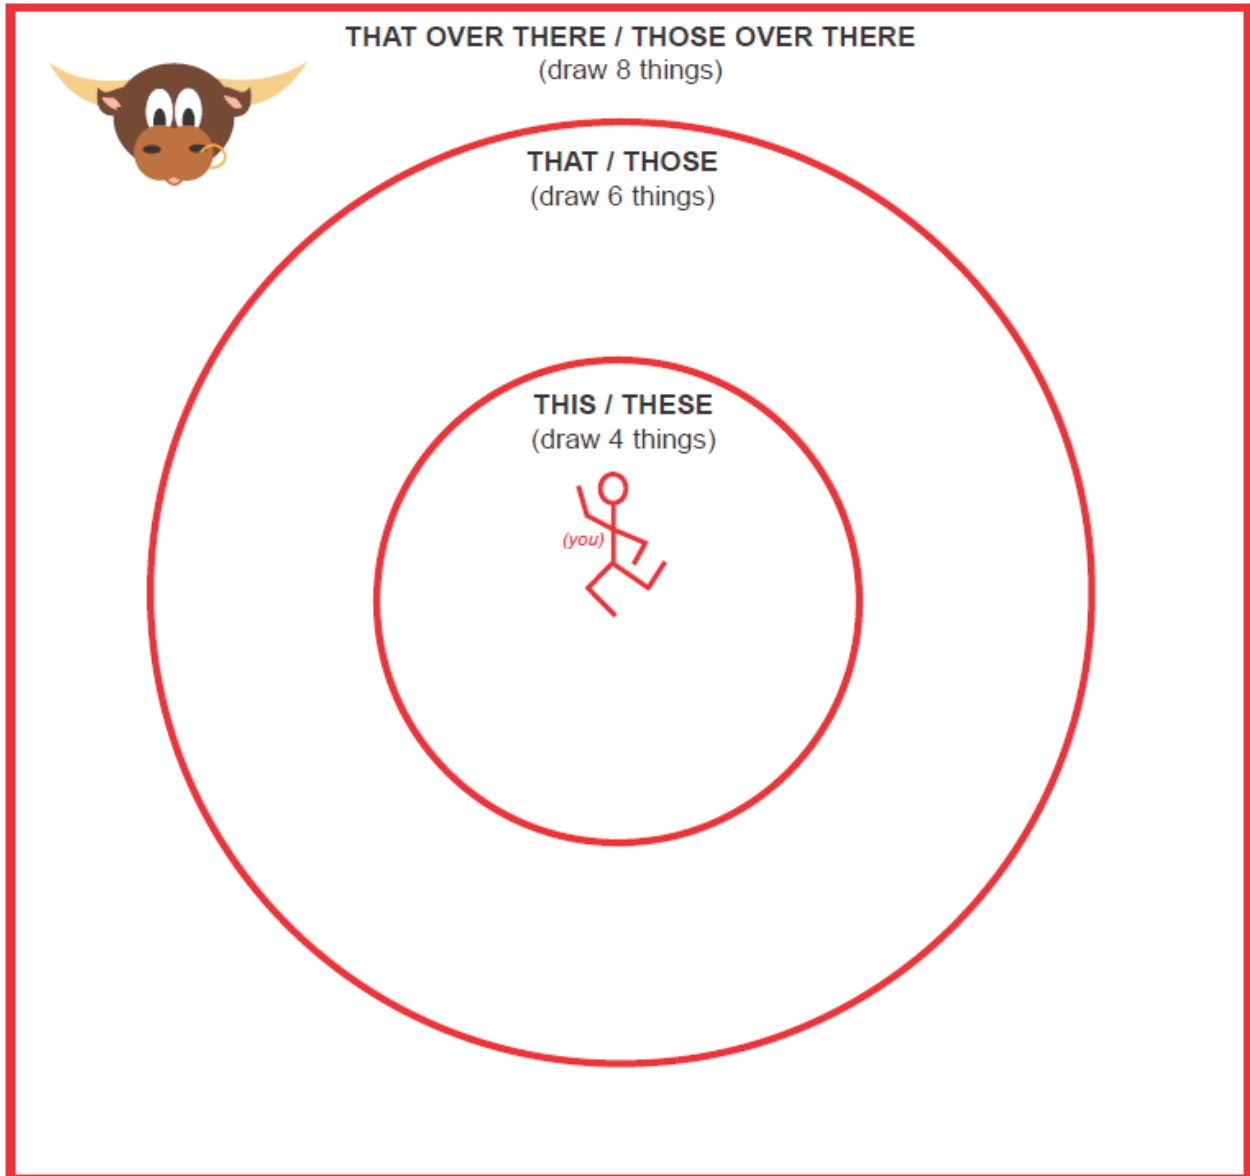 THAT OVER THERE / THOSE OVER THERE
(draw 8 things)
THAT / THOSE
(draw 6 things)
THIS / THESE
(draw 4 things)
(you)